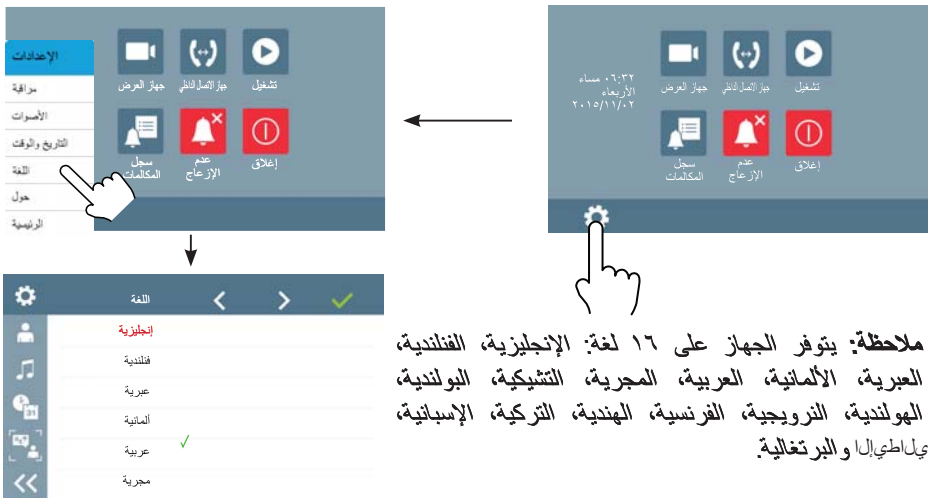 ٠٦:٣٢ مساء
الأربعاء
٢٠١٥/١١/٠٢
جهاز العرض
جهاز الاتصال الداخلي
تشغيل
سجل
المكالمات
عدم
الإزعاج
إغلاق
الإعدادات
مراقبة
الأصوات
التاريخ والوقت
اللغة
حول
الرئيسية
جهاز العرض
جهاز الاتصال الداخلي
تشغيل
سجل
المكالمات
عدم
الإزعاج
إغلاق
اللغة
إنجليزية
فنلندية
عبرية
ألمانية
عربية
مجرية
31
ملاحظة: يتوفر الجهاز على ١٦ لغة: الإنجليزية، الفنلندية،
العبرية، الألمانية، العربية، المجرية، التشيكية، البولندية،
الهولندية، النرويجية، الفرنسية، الهندية، التركية، الإسبانية،
يلاطيإلا والبرتغالية.